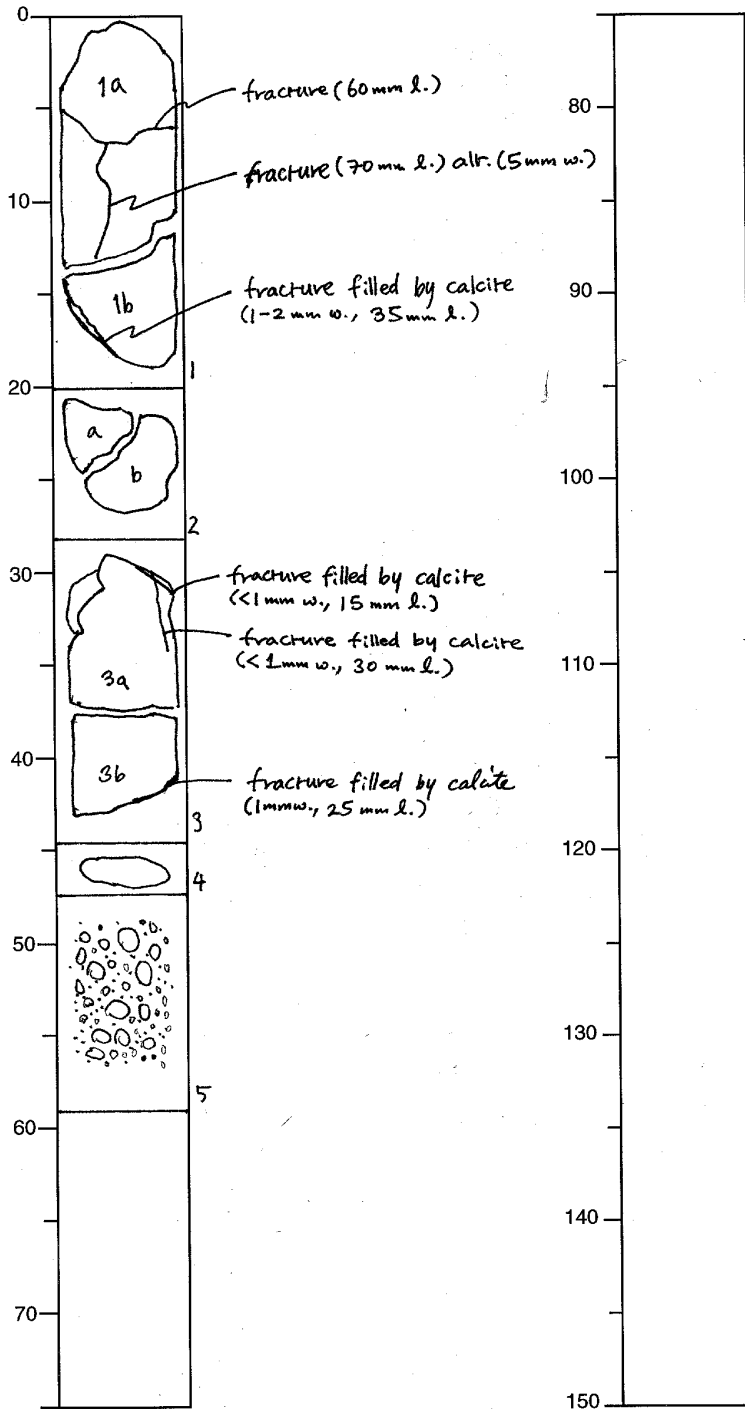 0
1a
fracture (60 mm l.)
fracture (70 mm l.) alt. (5 mm w.)
10
1b
fracture filled by calcite
(1-2 mm w., 35 mm l.)
1
20
a
b
2
30
fracture filled by calcite
(<1 mm w., 15 mm l.)
fracture filled by calcite
(<1 mm w., 30 mm l.)
3a
3b
40
fracture filled by calcite
(1 mm w., 25 mm l.)
3
4
50
5
60
70
80
90
100
110
120
130
140
150